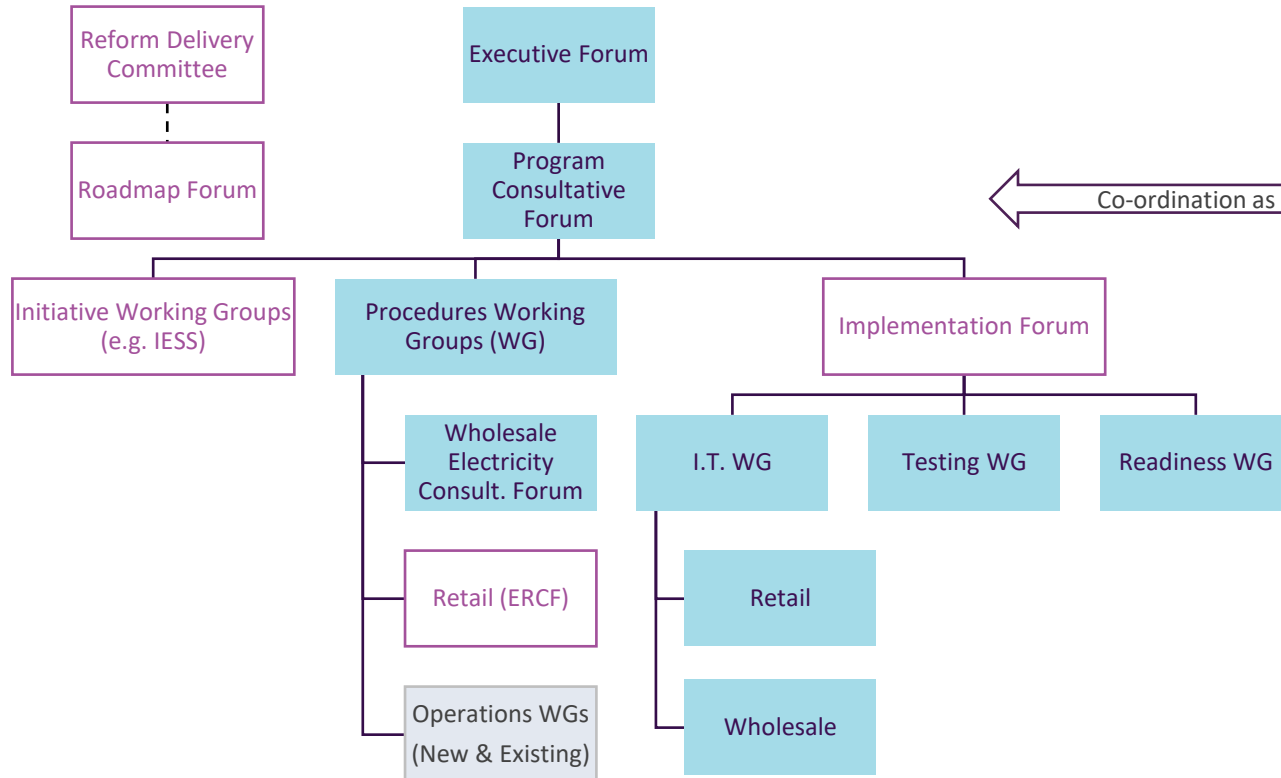 Reform Delivery
Committee
Executive Forum
Roadmap Forum
Program
Consultative
Forum
Co-ordination as
Initiative Working Groups
(e.g. IESS)
Procedures Working
Groups (WG)
Implementation Forum
Wholesale
Electricity
Consult. Forum
I.T. WG
Testing WG
Readiness WG
Retail (ERCF)
Retail
Operations WGs
(New & Existing)
Wholesale